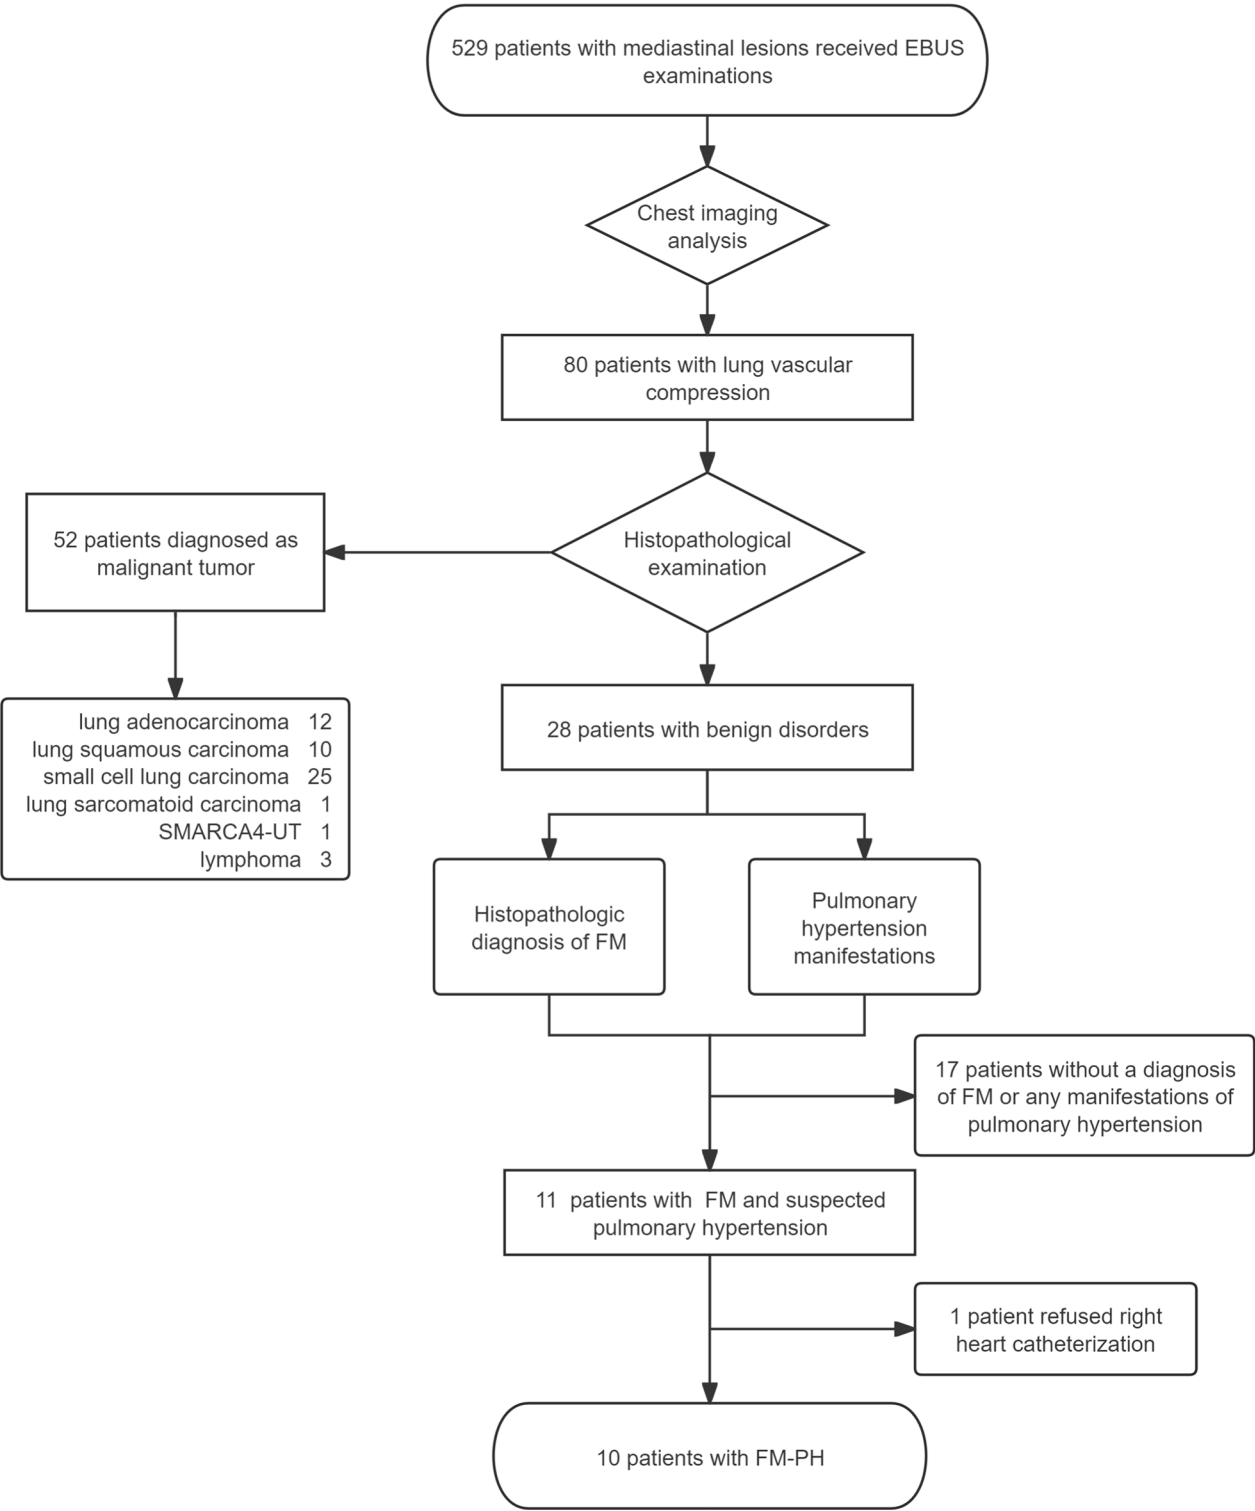 529 patients with mediastinal lesions received EBUS
examinations
Chest imaging
analysis
80 patients with lung vascular
compression
Histopathological
examination
52 patients diagnosed as
malignant tumor
lung adenocarcinoma 12
lung squamous carcinoma 10
small cell lung carcinoma 25
lung sarcomatoid carcinoma 1
SMARCA4-UT 1
lymphoma 3
28 patients with benign disorders
Histopathologic
diagnosis of FM
Pulmonary
hypertension
manifestations
17 patients without a diagnosis
of FM or any manifestations of
pulmonary hypertension
11 patients with FM and suspected
pulmonary hypertension
1 patient refused right
heart catheterization
10 patients with FM-PH